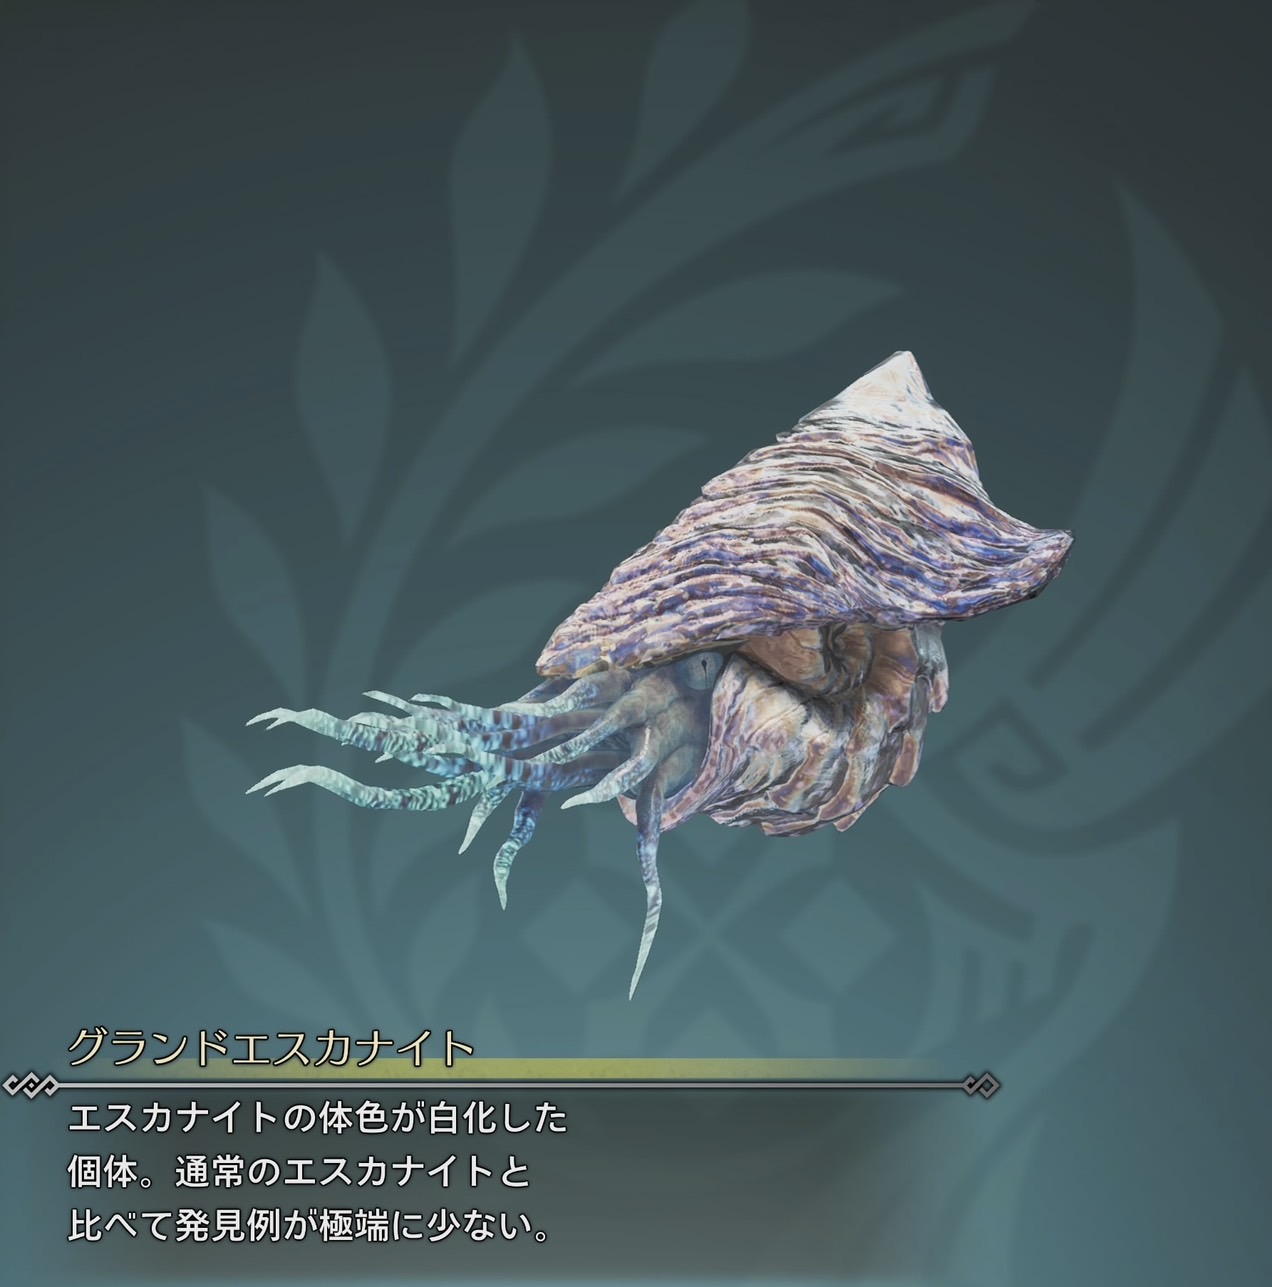 グランドエスカナイト
エスカナイトの体色が白化した
個体。通常のエスカナイトと
比べて発見例が極端に少ない。